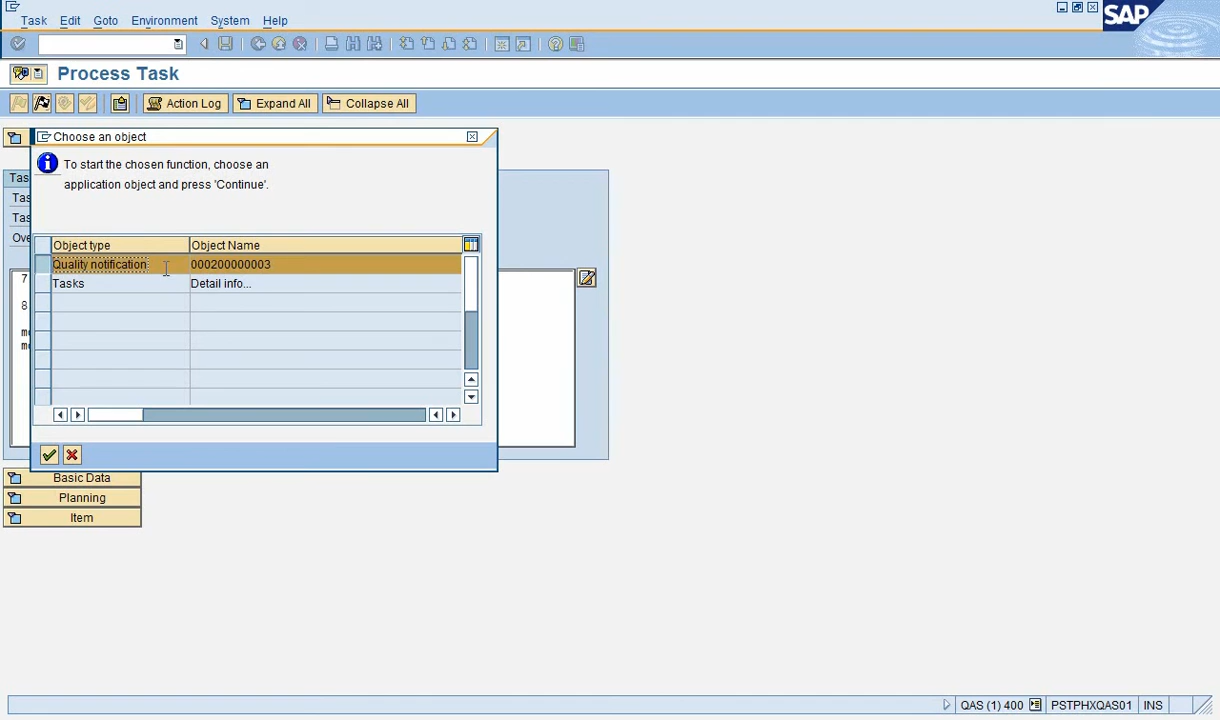 Task Edit Goto Environment System Help
SAP
Process Task
Action Log Expand All Collapse All
Choose an object
To start the chosen function, choose an
application object and press 'Continue'.
Object type Object Name
Quality notification 000200000003
Tasks Detail info...
7
8
Basic Data
Planning
Item
QAS (1) 400 PSTPHXQAS01 INS